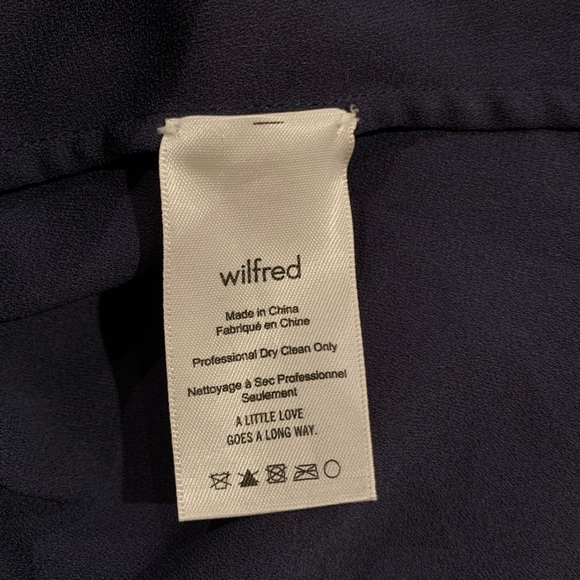 wilfred
Made in China
Fabriqué en Chine
Professional Dry Clean Only
Nettoyage à Sec Professionnel
Seulement
A LITTLE LOVE
GOES A LONG WAY.